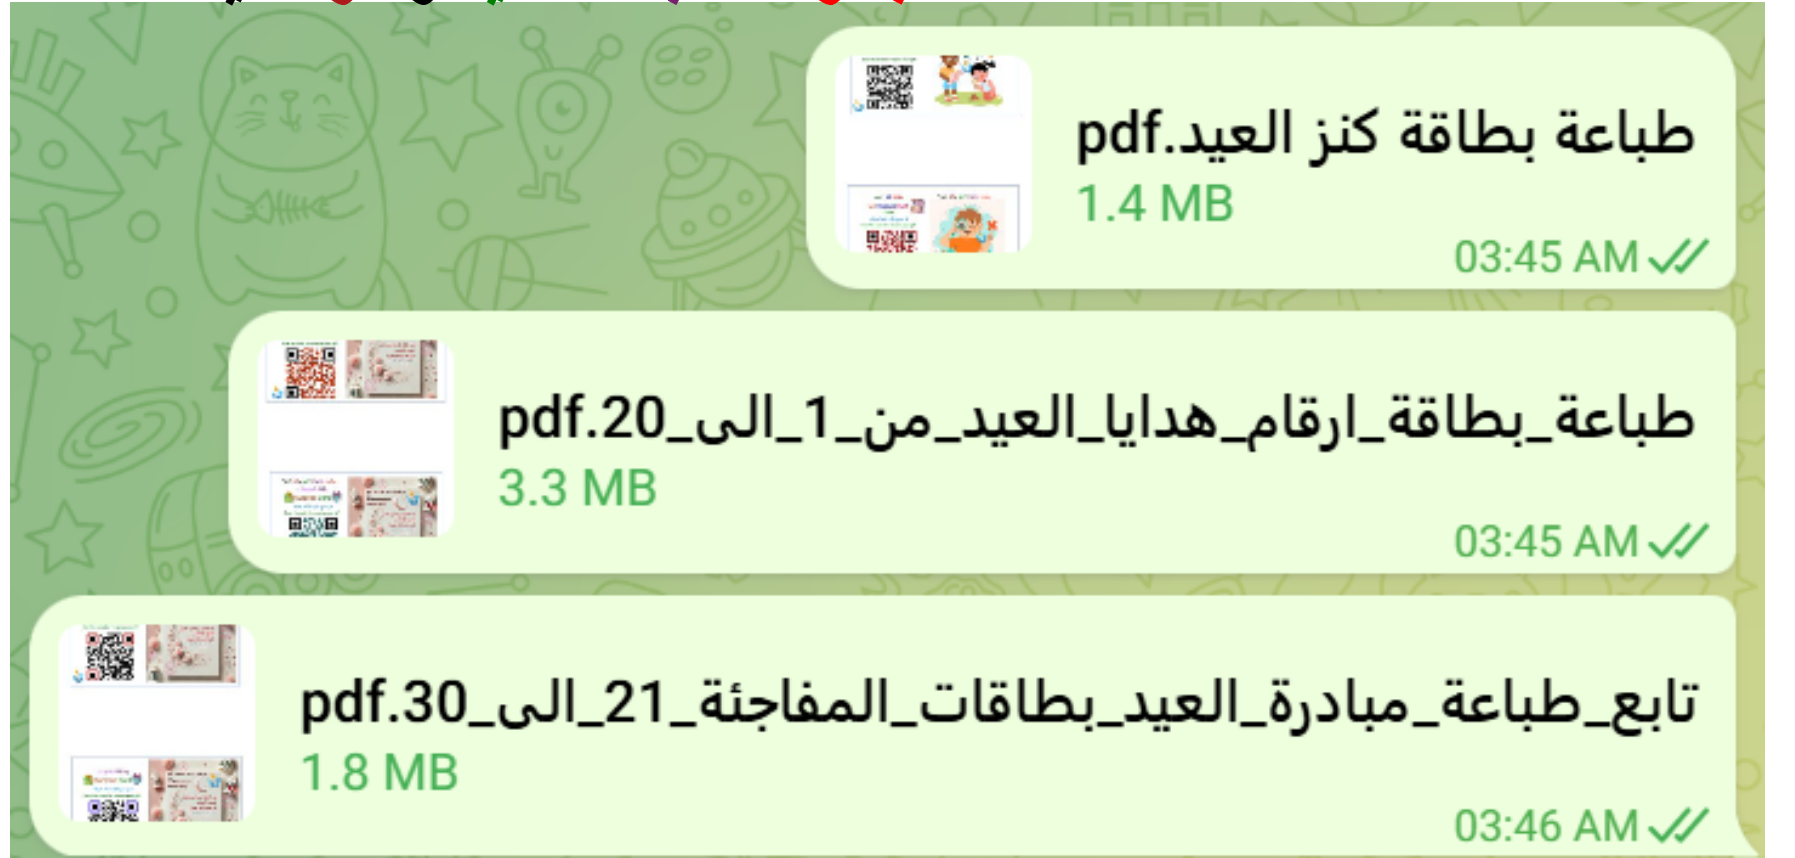 طباعة بطاقة كنز العيد.pdf
1.4 MB
03:45 AM
طباعة_بطاقة_ارقام_هدايا_العيد_من_1_الى_20.pdf
3.3 MB
03:45 AM
تابع_طباعة_مبادرة_العيد_بطاقات_المفاجئة_21_الى_30.pdf
1.8 MB
03:46 AM